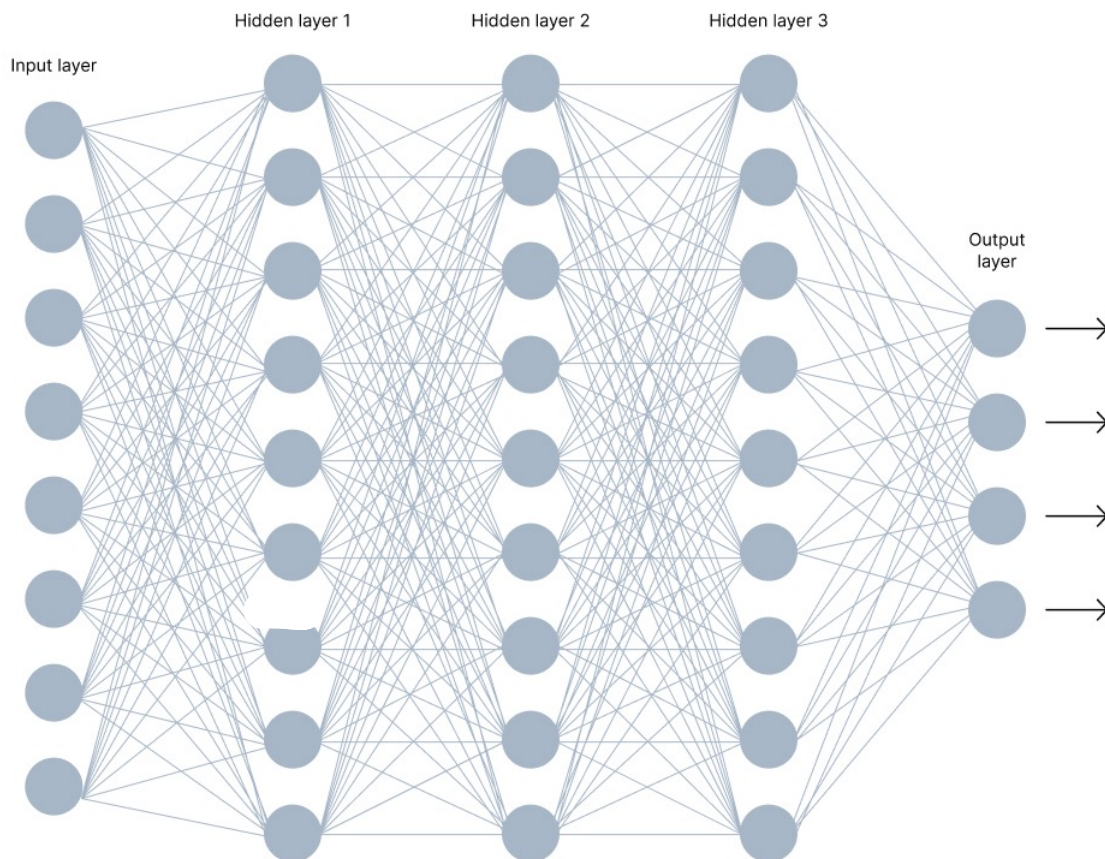 Hidden layer 1
Hidden layer 2
Hidden layer 3
Input layer
Output
layer